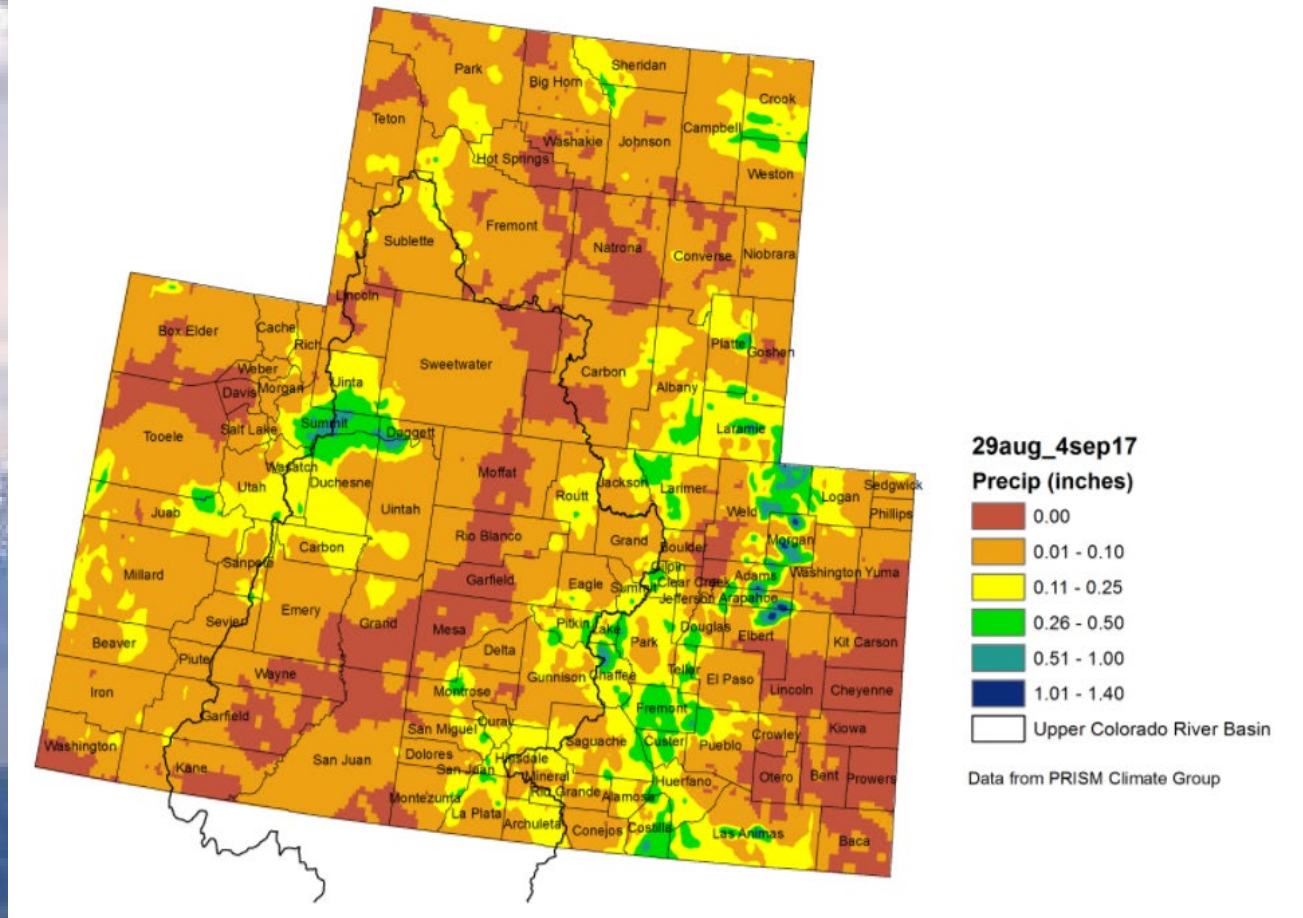 Park
Big Horn
Sheridan
Crook
Teton
Campbell
Johnson
Washakie
Hot Springs
Weston
Fremont
Sublette
Natrona
Converse
Niobrara
Lincoln
Box Elder
Cache
Rich
Sweetwater
Carbon
Platte
Goshen
Weber
Morgan
Davis
Uinta
Albany
Salt Lake
Summit
Daggett
Laramie
Tooele
Wasatch
Utah
Duchesne
Uintah
Juab
Moffat
Routt
Jackson
Larimer
Weld
Logan
Sedgwick
Phillips
Rio Blanco
Grand
Boulder
Morgan
Carbon
Sanpete
Millard
Garfield
Eagle
Summit
Gilpin
Clear Creek
Jefferson
Adams
Arapahoe
Washington
Yuma
Emery
Grand
Mesa
Sevier
Pitkin
Lake
Park
Douglas
Elbert
Kit Carson
Beaver
Piute
Wayne
Delta
Gunnison
Chaffee
Teller
El Paso
Lincoln
Cheyenne
Iron
Garfield
Montrose
Fremont
Ouray
San Miguel
Saguache
Custer
Pueblo
Crowley
Kiowa
Washington
Kane
San Juan
Dolores
San Juan
Hinsdale
Mineral
Rio Grande
Alamosa
Huerfano
Otero
Bent
Prowers
Montezuma
La Plata
Archuleta
Conejos
Costilla
Las Animas
Baca
29aug_4sep17
Precip (inches)
0.00
0.01 - 0.10
0.11 - 0.25
0.26 - 0.50
0.51 - 1.00
1.01 - 1.40
Upper Colorado River Basin
Data from PRISM Climate Group